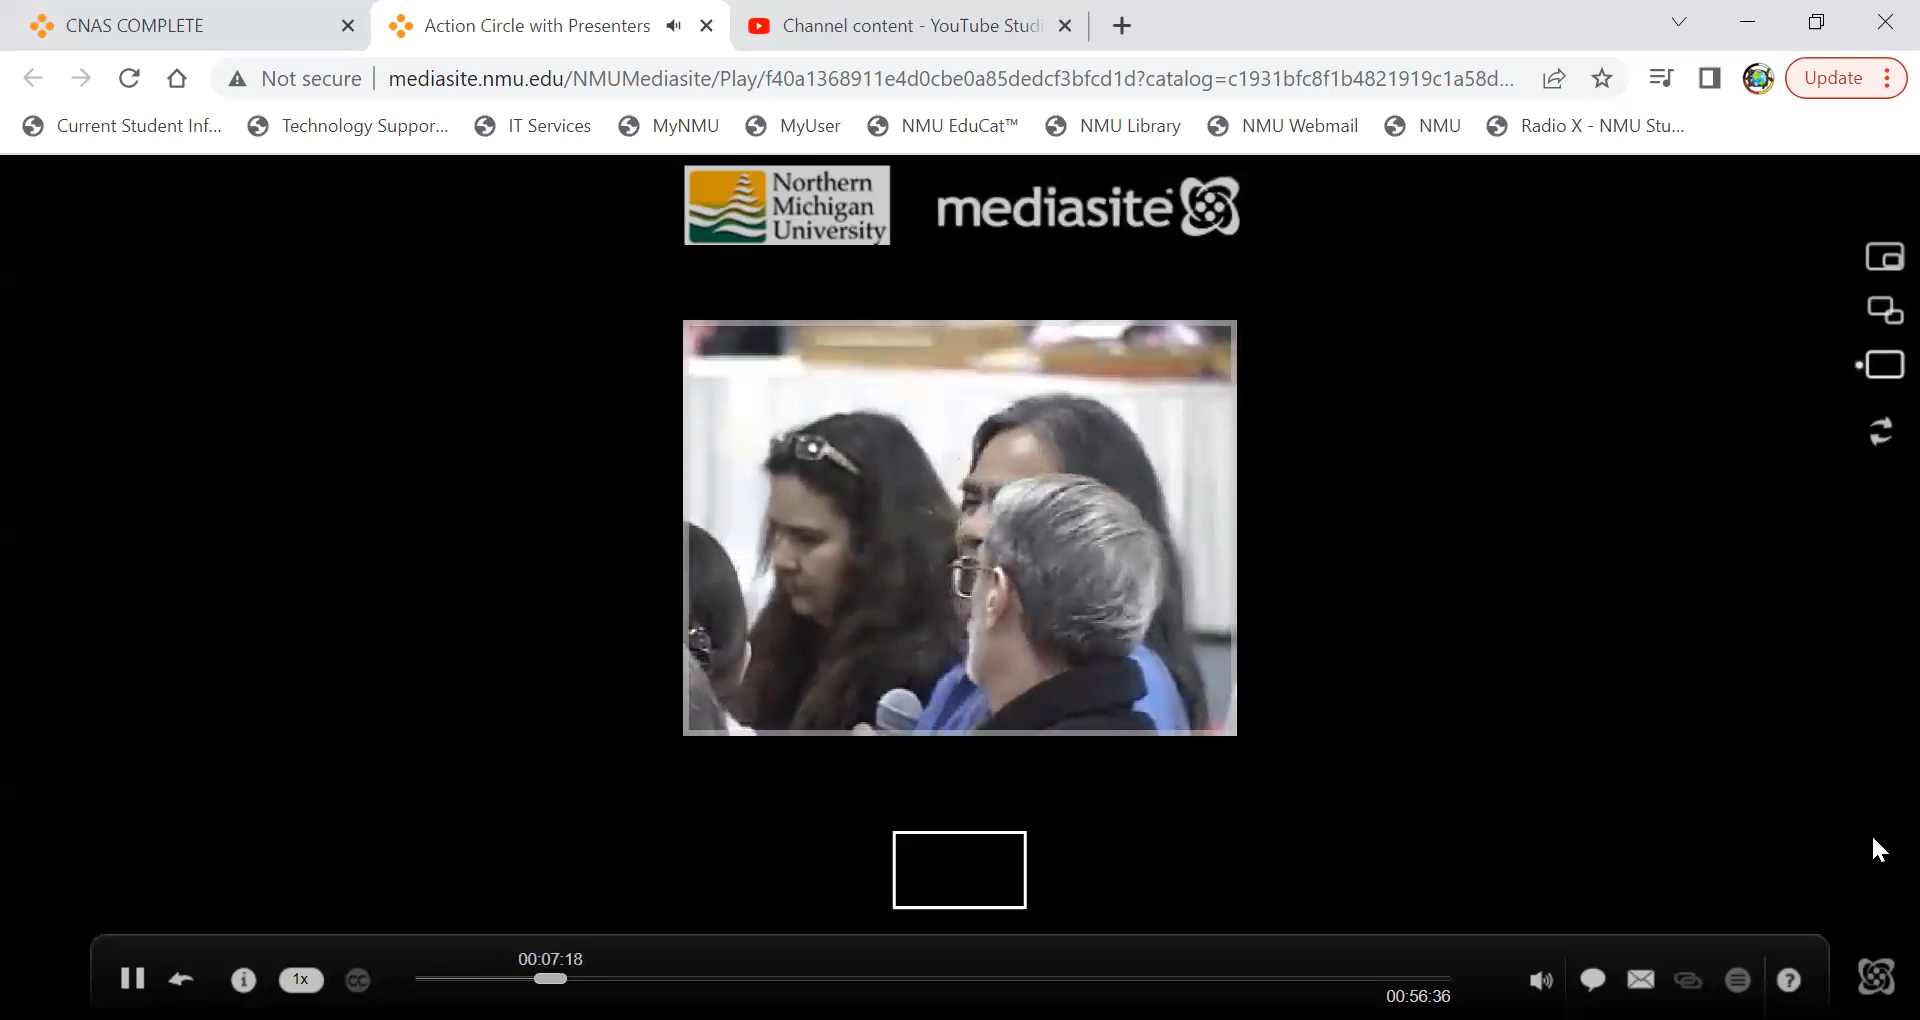 CNAS COMPLETE
Action Circle with Presenters
Channel content - YouTube Studi
Not secure
mediasite.nmu.edu/NMUMediasite/Play/f40a1368911e4d0cbe0a85dedcf3bfcd1d?catalog=c1931bfc8f1b4821919c1a58d...
Update
Current Student Inf...
Technology Suppor...
IT Services
MyNMU
MyUser
NMU EduCat™
NMU Library
NMU Webmail
NMU
Radio X - NMU Stu...
Northern
Michigan
University
mediasite
00:07:18
1x
CC
00:56:36